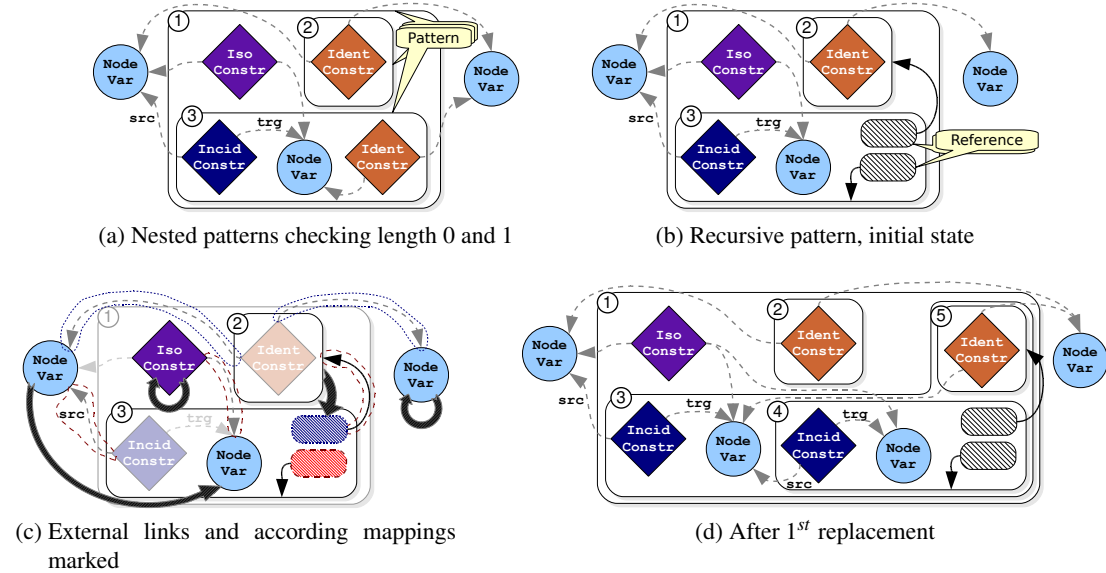 1
2
Pattern
Node
Var
Iso
Constr
Ident
Constr
Node
Var
src
3
trg
Incid
Constr
Node
Var
Ident
Constr
(a) Nested patterns checking length 0 and 1
1
2
Node
Var
Iso
Constr
Ident
Constr
Node
Var
src
3
trg
Incid
Constr
Node
Var
Reference
(b) Recursive pattern, initial state
1
2
Node
Var
Iso
Constr
Ident
Constr
Node
Var
src
3
trg
Incid
Constr
Node
Var
(c) External links and according mappings
marked
1
2
5
Node
Var
Iso
Constr
Ident
Constr
Ident
Constr
Node
Var
src
3
trg
4
trg
Incid
Constr
Node
Var
Incid
Constr
Node
Var
src
(d) After 1st replacement